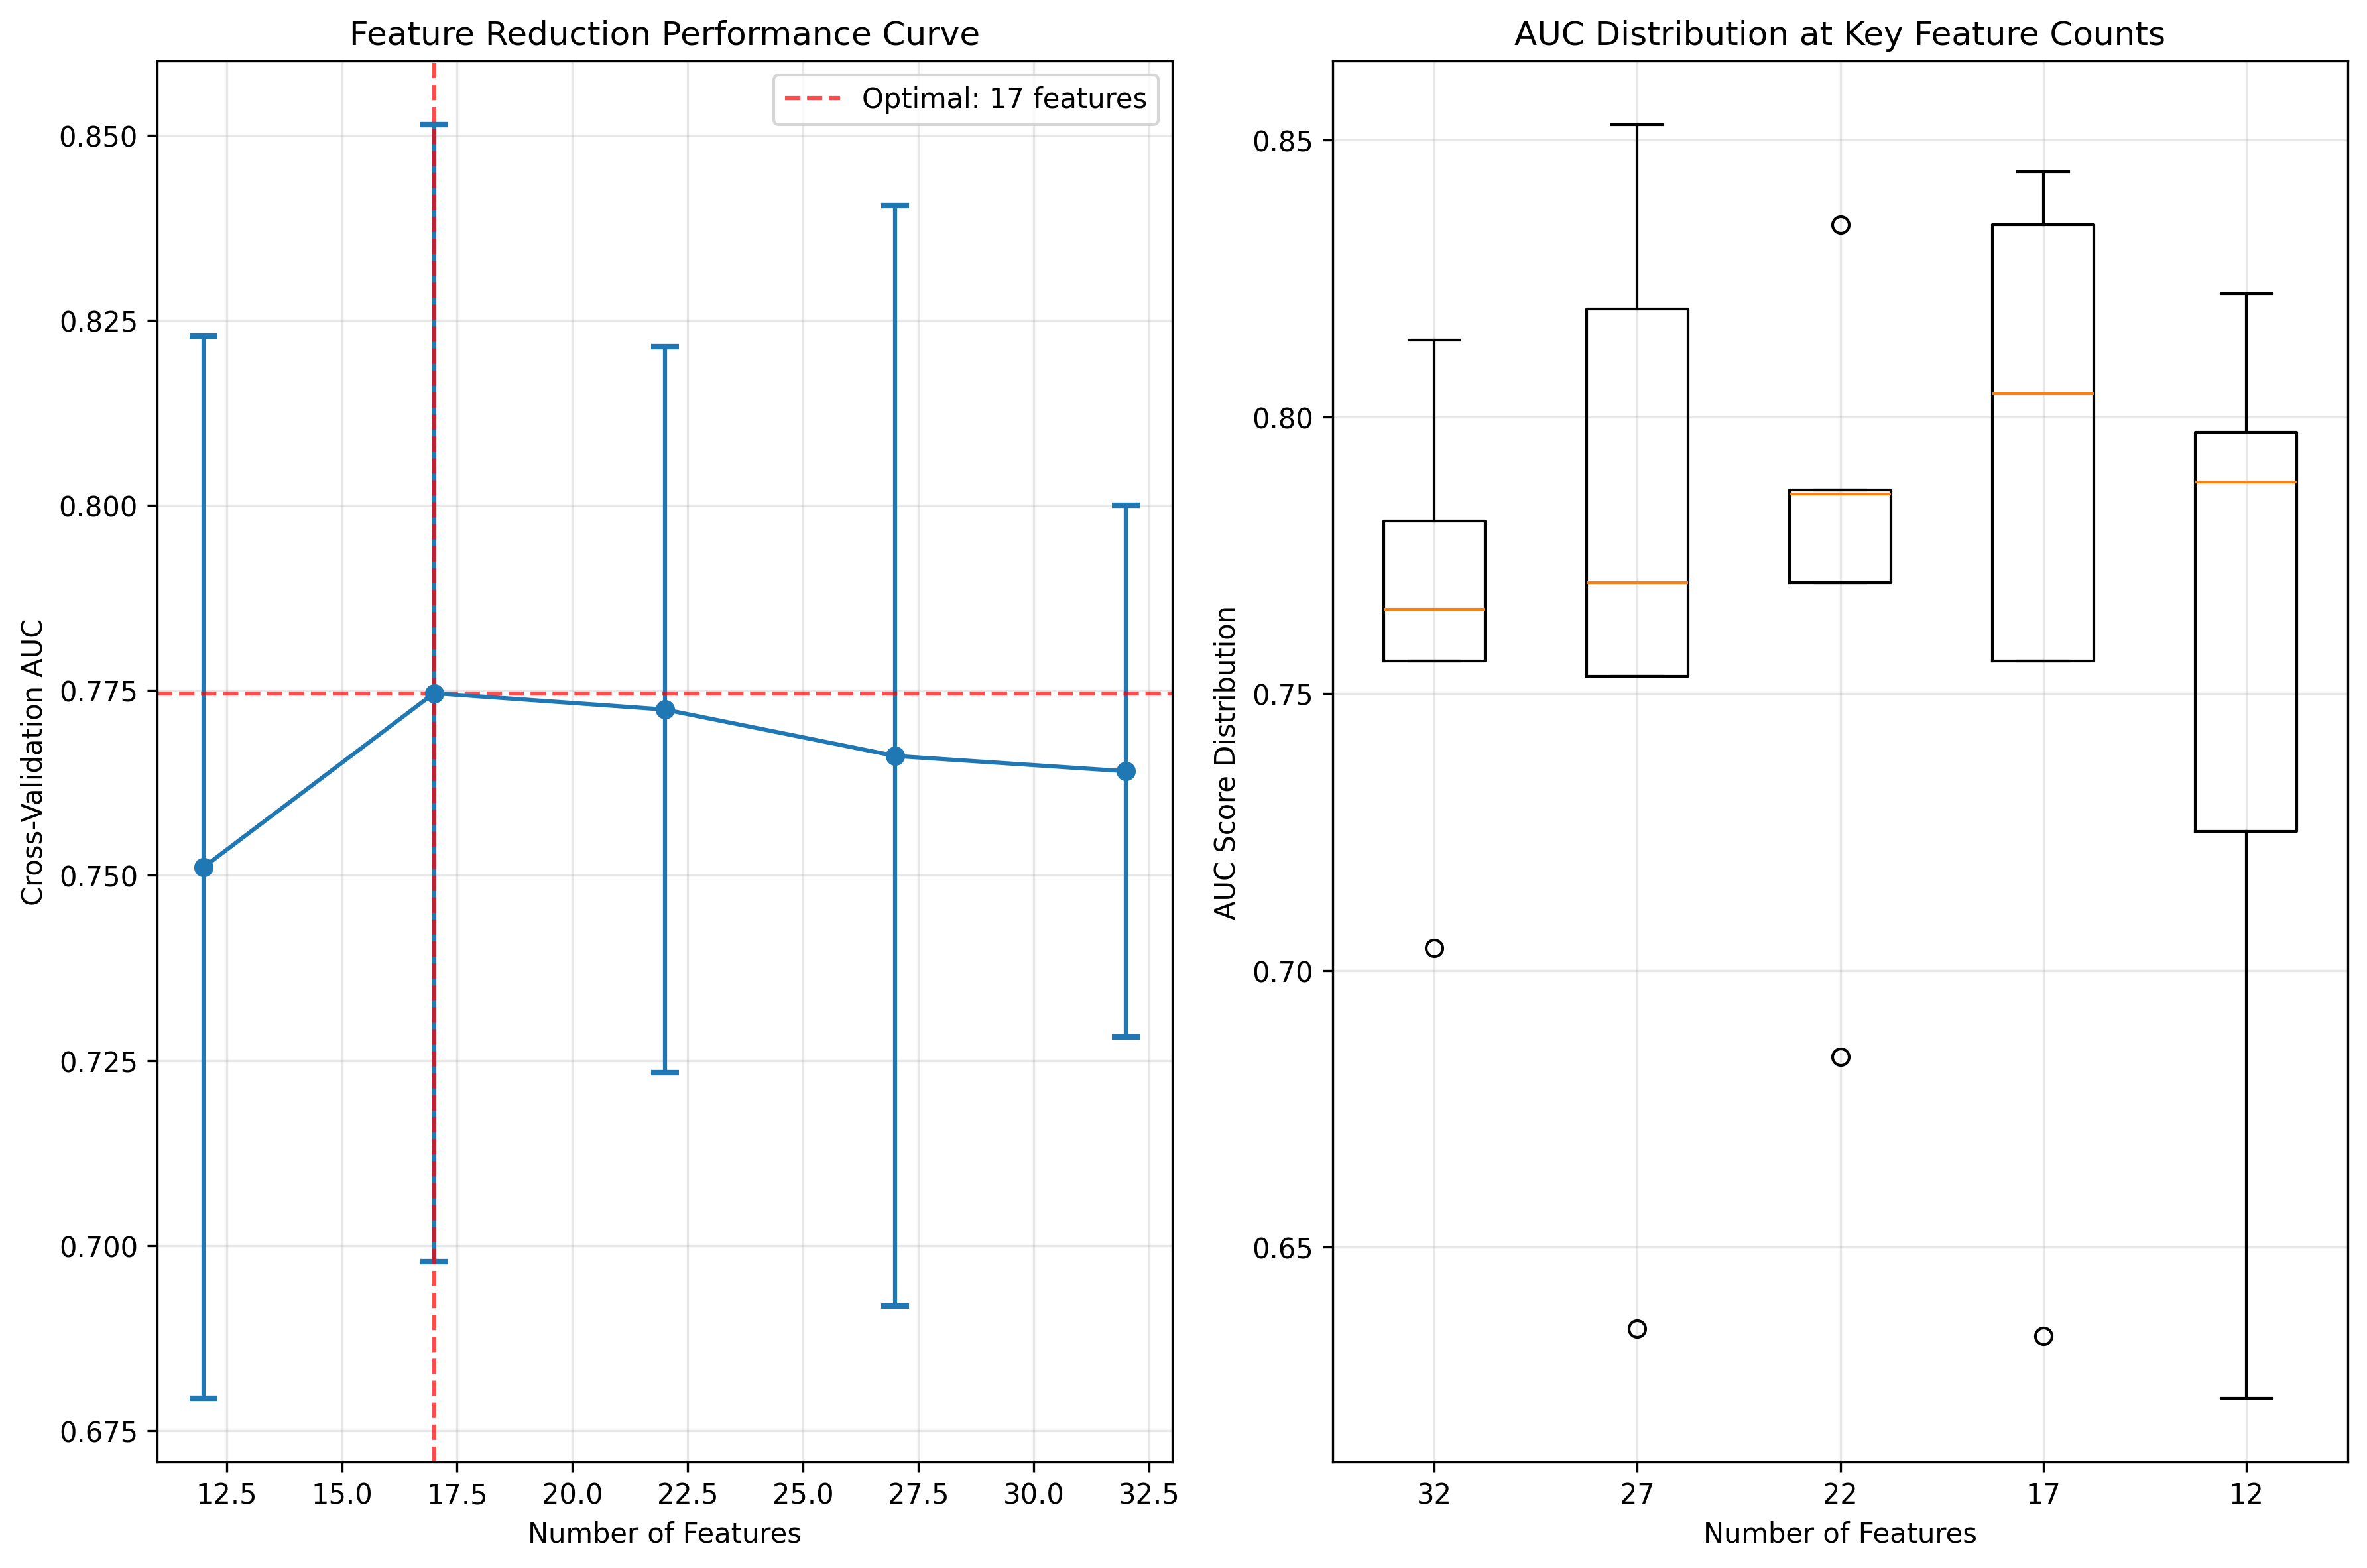 Feature Reduction Performance Curve
Optimal: 17 features
0.850
0.825
0.800
0.775
0.750
0.725
0.700
0.675
Cross-Validation AUC
12.5 15.0 17.5 20.0 22.5 25.0 27.5 30.0 32.5
Number of Features
AUC Distribution at Key Feature Counts
0.85
0.80
0.75
0.70
0.65
AUC Score Distribution
32 27 22 17 12
Number of Features